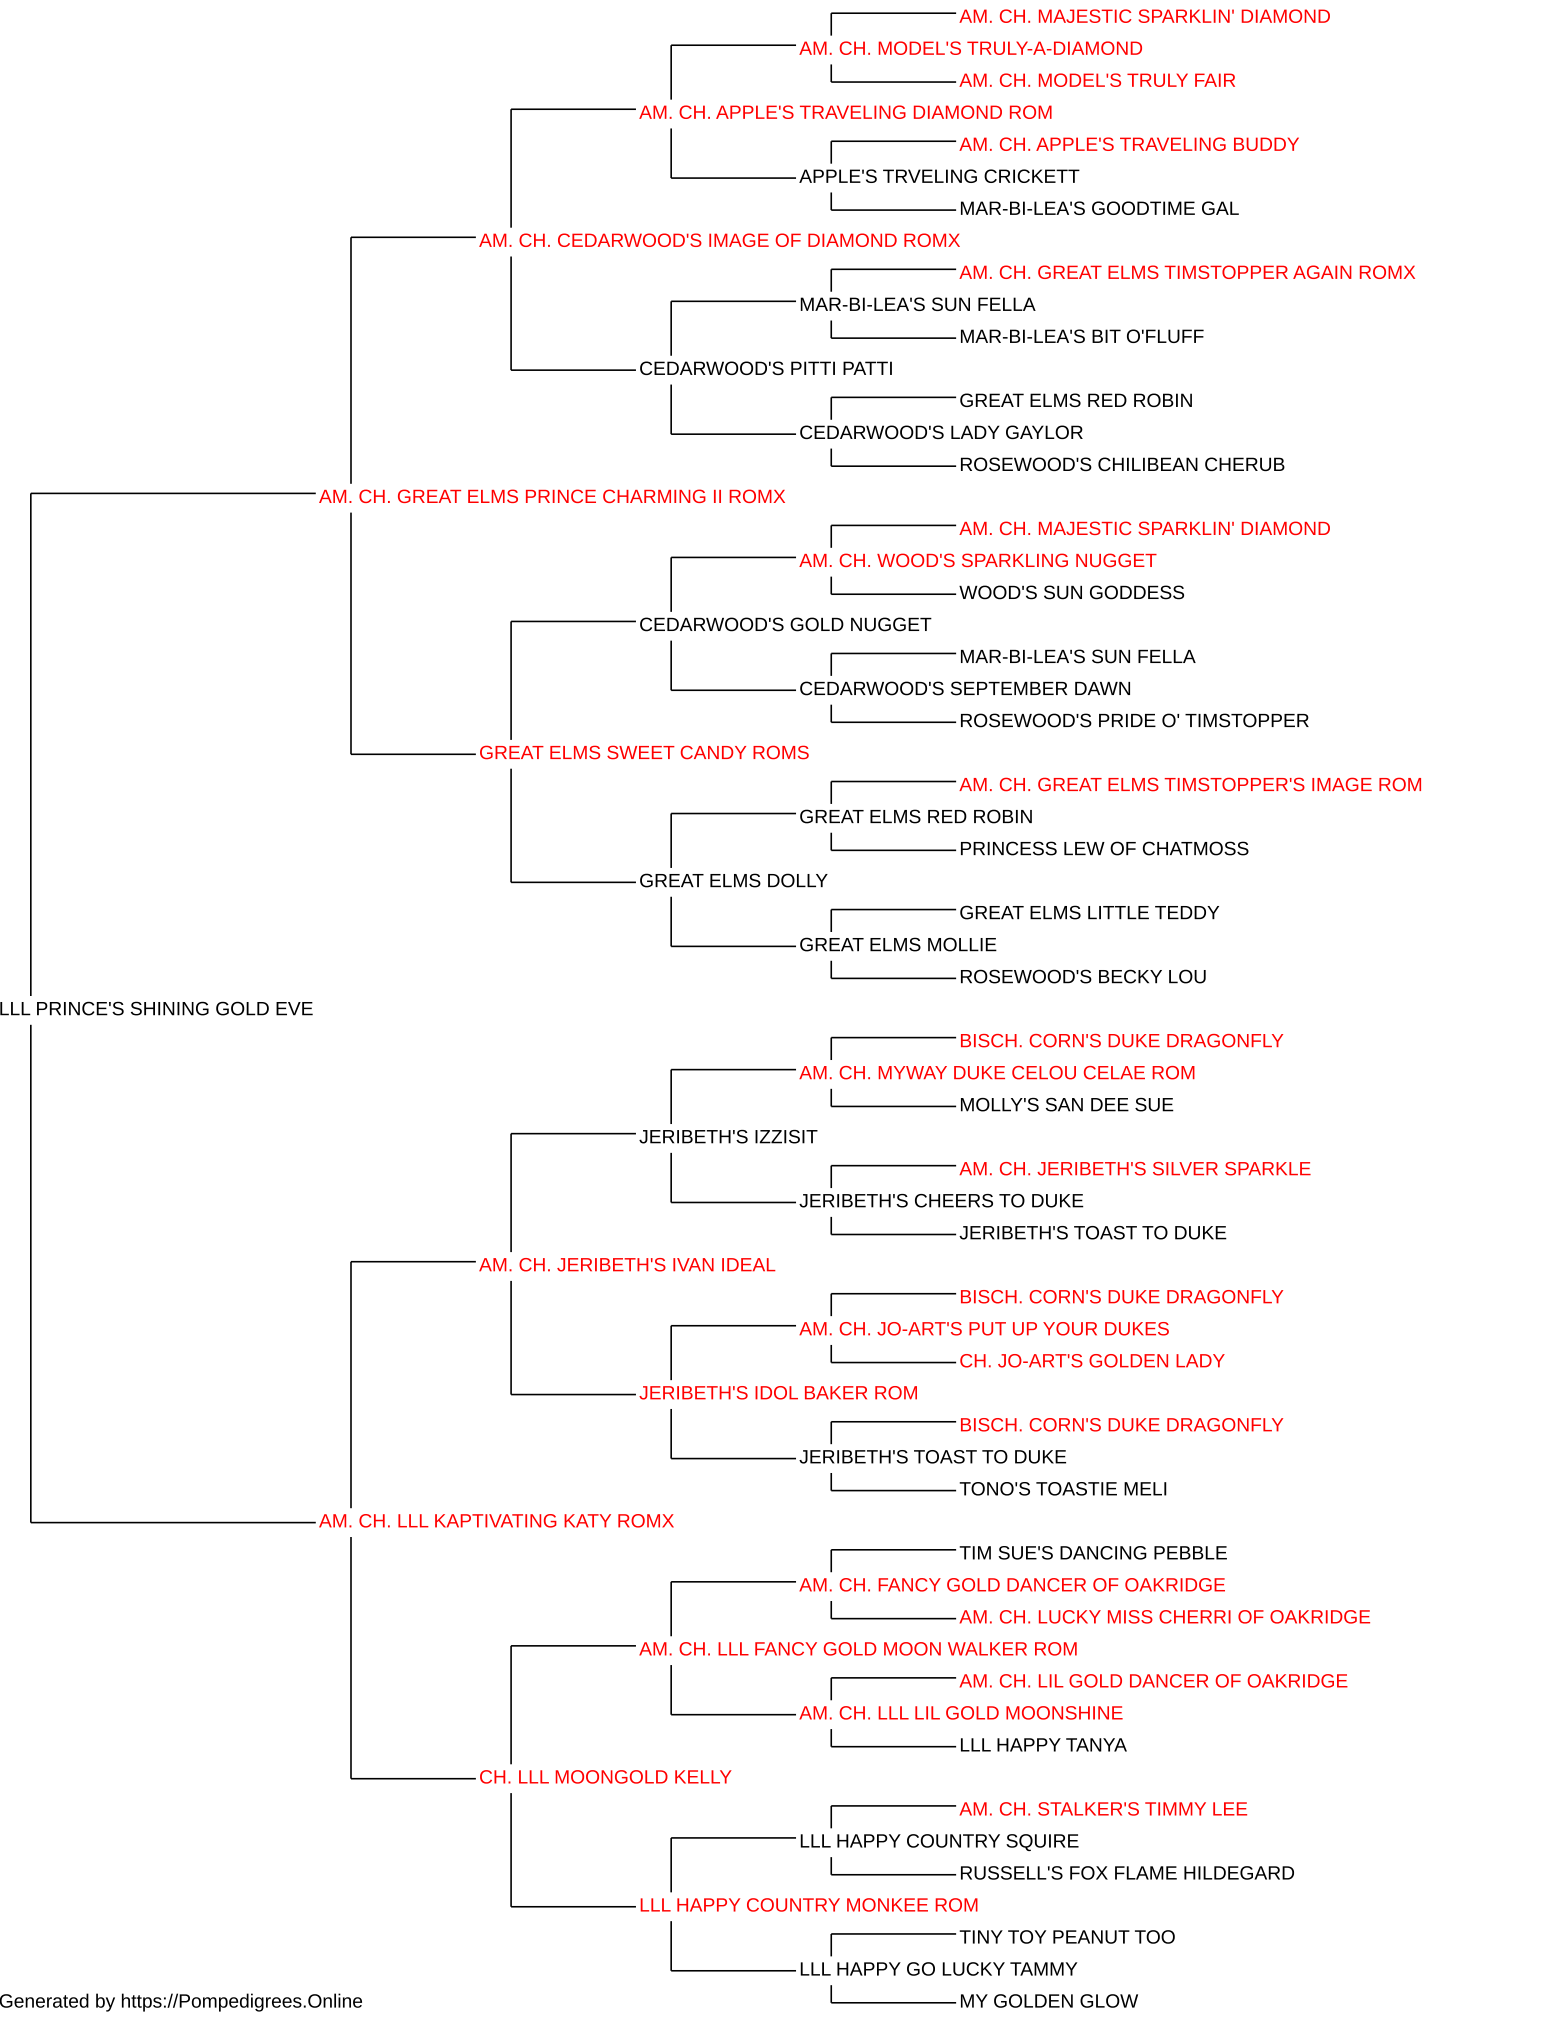 AM. CH. MAJESTIC SPARKLIN' DIAMOND
AM. CH. MODEL'S TRULY-A-DIAMOND
AM. CH. MODEL'S TRULY FAIR
AM. CH. APPLE'S TRAVELING DIAMOND ROM
AM. CH. APPLE'S TRAVELING BUDDY
APPLE'S TRVELING CRICKETT
MAR-BI-LEA'S GOODTIME GAL
AM. CH. CEDARWOOD'S IMAGE OF DIAMOND ROMX
AM. CH. GREAT ELMS TIMSTOPPER AGAIN ROMX
MAR-BI-LEA'S SUN FELLA
MAR-BI-LEA'S BIT O'FLUFF
CEDARWOOD'S PITTI PATTI
GREAT ELMS RED ROBIN
CEDARWOOD'S LADY GAYLOR
ROSEWOOD'S CHILIBEAN CHERUB
AM. CH. GREAT ELMS PRINCE CHARMING II ROMX
AM. CH. MAJESTIC SPARKLIN' DIAMOND
AM. CH. WOOD'S SPARKLING NUGGET
WOOD'S SUN GODDESS
CEDARWOOD'S GOLD NUGGET
MAR-BI-LEA'S SUN FELLA
CEDARWOOD'S SEPTEMBER DAWN
ROSEWOOD'S PRIDE O' TIMSTOPPER
GREAT ELMS SWEET CANDY ROMS
AM. CH. GREAT ELMS TIMSTOPPER'S IMAGE ROM
GREAT ELMS RED ROBIN
PRINCESS LEW OF CHATMOSS
GREAT ELMS DOLLY
GREAT ELMS LITTLE TEDDY
GREAT ELMS MOLLIE
ROSEWOOD'S BECKY LOU
LLL PRINCE'S SHINING GOLD EVE
BISCH. CORN'S DUKE DRAGONFLY
AM. CH. MYWAY DUKE CELOU CELAE ROM
MOLLY'S SAN DEE SUE
JERIBETH'S IZZISIT
AM. CH. JERIBETH'S SILVER SPARKLE
JERIBETH'S CHEERS TO DUKE
JERIBETH'S TOAST TO DUKE
AM. CH. JERIBETH'S IVAN IDEAL
BISCH. CORN'S DUKE DRAGONFLY
AM. CH. JO-ART'S PUT UP YOUR DUKES
CH. JO-ART'S GOLDEN LADY
JERIBETH'S IDOL BAKER ROM
BISCH. CORN'S DUKE DRAGONFLY
JERIBETH'S TOAST TO DUKE
TONO'S TOASTIE MELI
AM. CH. LLL KAPTIVATING KATY ROMX
TIM SUE'S DANCING PEBBLE
AM. CH. FANCY GOLD DANCER OF OAKRIDGE
AM. CH. LUCKY MISS CHERRI OF OAKRIDGE
AM. CH. LLL FANCY GOLD MOON WALKER ROM
AM. CH. LIL GOLD DANCER OF OAKRIDGE
AM. CH. LLL LIL GOLD MOONSHINE
LLL HAPPY TANYA
CH. LLL MOONGOLD KELLY
AM. CH. STALKER'S TIMMY LEE
LLL HAPPY COUNTRY SQUIRE
RUSSELL'S FOX FLAME HILDEGARD
LLL HAPPY COUNTRY MONKEE ROM
TINY TOY PEANUT TOO
LLL HAPPY GO LUCKY TAMMY
MY GOLDEN GLOW
Generated by https://Pompedigrees.Online